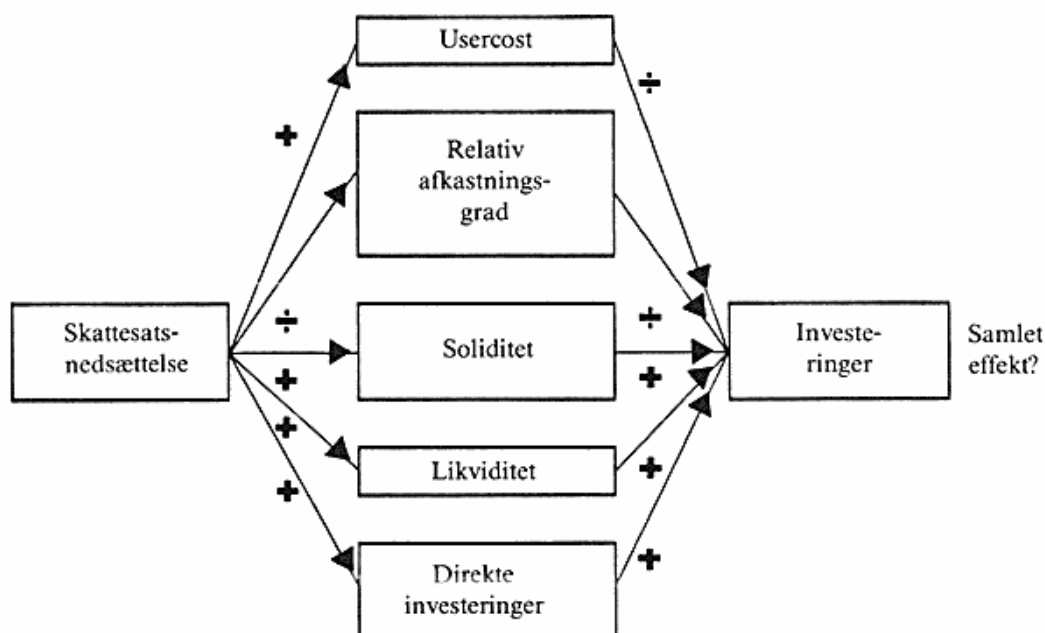 Usercost
Relativ
afkastnings-
grad
Skattesats-
nedsættelse
Soliditet
Investe-
ringer
Samlet
effekt?
Likviditet
Direkte
investeringer
+
÷
÷
÷
+
+
+
+
+
+